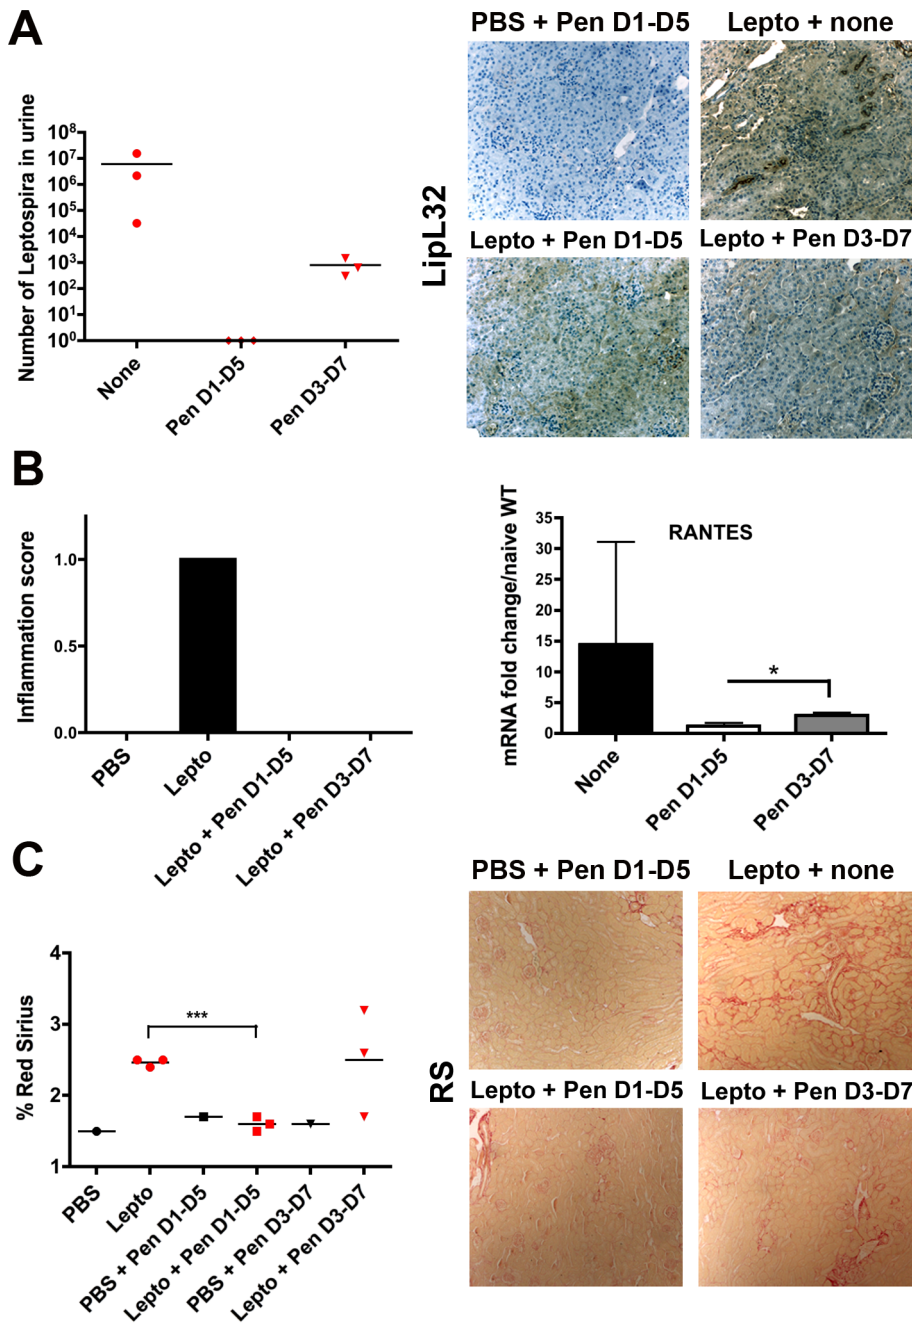 A
PBS + Pen D1-D5
Lepto + none
Number of Leptospira in urine
10⁸
10⁷
10⁶
10⁵
10⁴
10³
10²
10¹
10⁰
None
Pen D1-D5
Pen D3-D7
LipL32
Lepto + Pen D1-D5
Lepto + Pen D3-D7
B
Inflammation score
1.0
0.5
0.0
PBS
Lepto
Lepto + Pen D1-D5
Lepto + Pen D3-D7
mRNA fold change/naive WT
35
30
25
20
15
10
5
0
RANTES
*
None
Pen D1-D5
Pen D3-D7
C
% Red Sirius
4
3
2
1
***
PBS
Lepto
PBS + Pen D1-D5
Lepto + Pen D1-D5
PBS + Pen D3-D7
Lepto + Pen D3-D7
RS
PBS + Pen D1-D5
Lepto + none
Lepto + Pen D1-D5
Lepto + Pen D3-D7